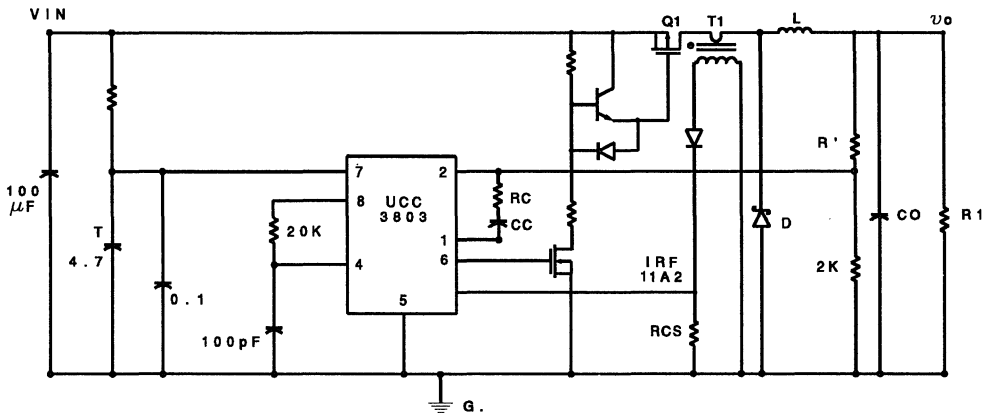 VIN
Q1
T1
L
υo
100
μF
T
4.7
0.1
7
8
4
5
2
1
6
UCC
3803
20K
100pF
RC
CC
IRF
11A2
RCS
D
R'
2K
CO
R1
G.